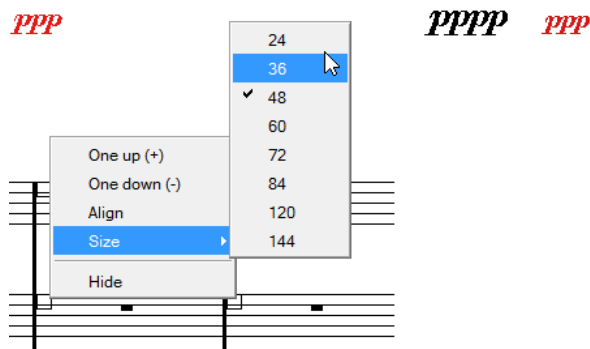 ppp
pppp ppp
24
36
48
60
72
84
120
144
One up (+)
One down (-)
Align
Size
Hide